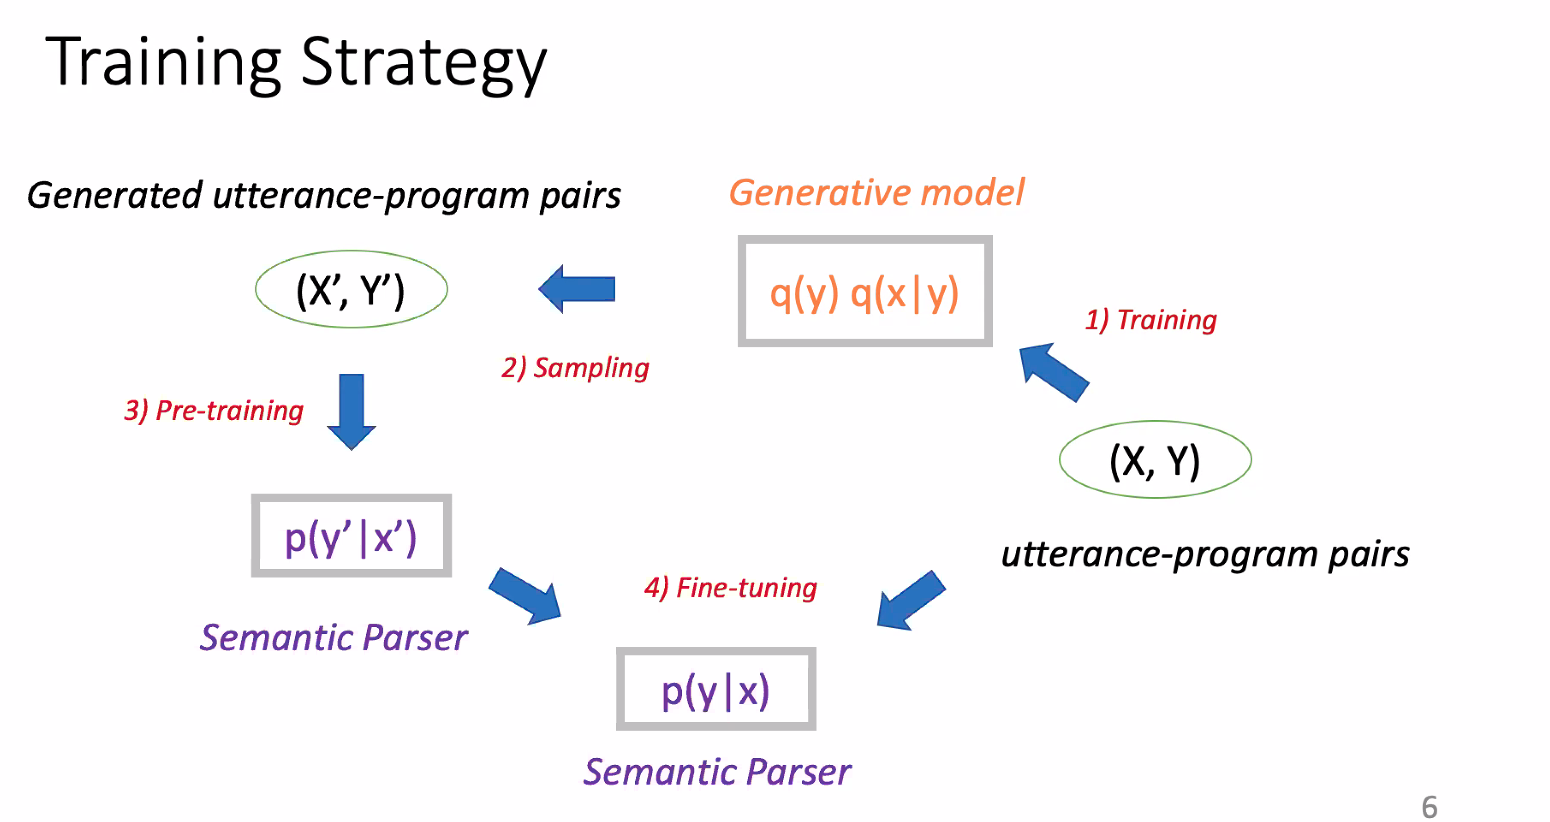 Training Strategy
Generated utterance-program pairs
Generative model
(X’, Y’)
q(y) q(x|y)
1) Training
2) Sampling
3) Pre-training
(X, Y)
p(y’|x’)
utterance-program pairs
4) Fine-tuning
Semantic Parser
p(y|x)
Semantic Parser
6